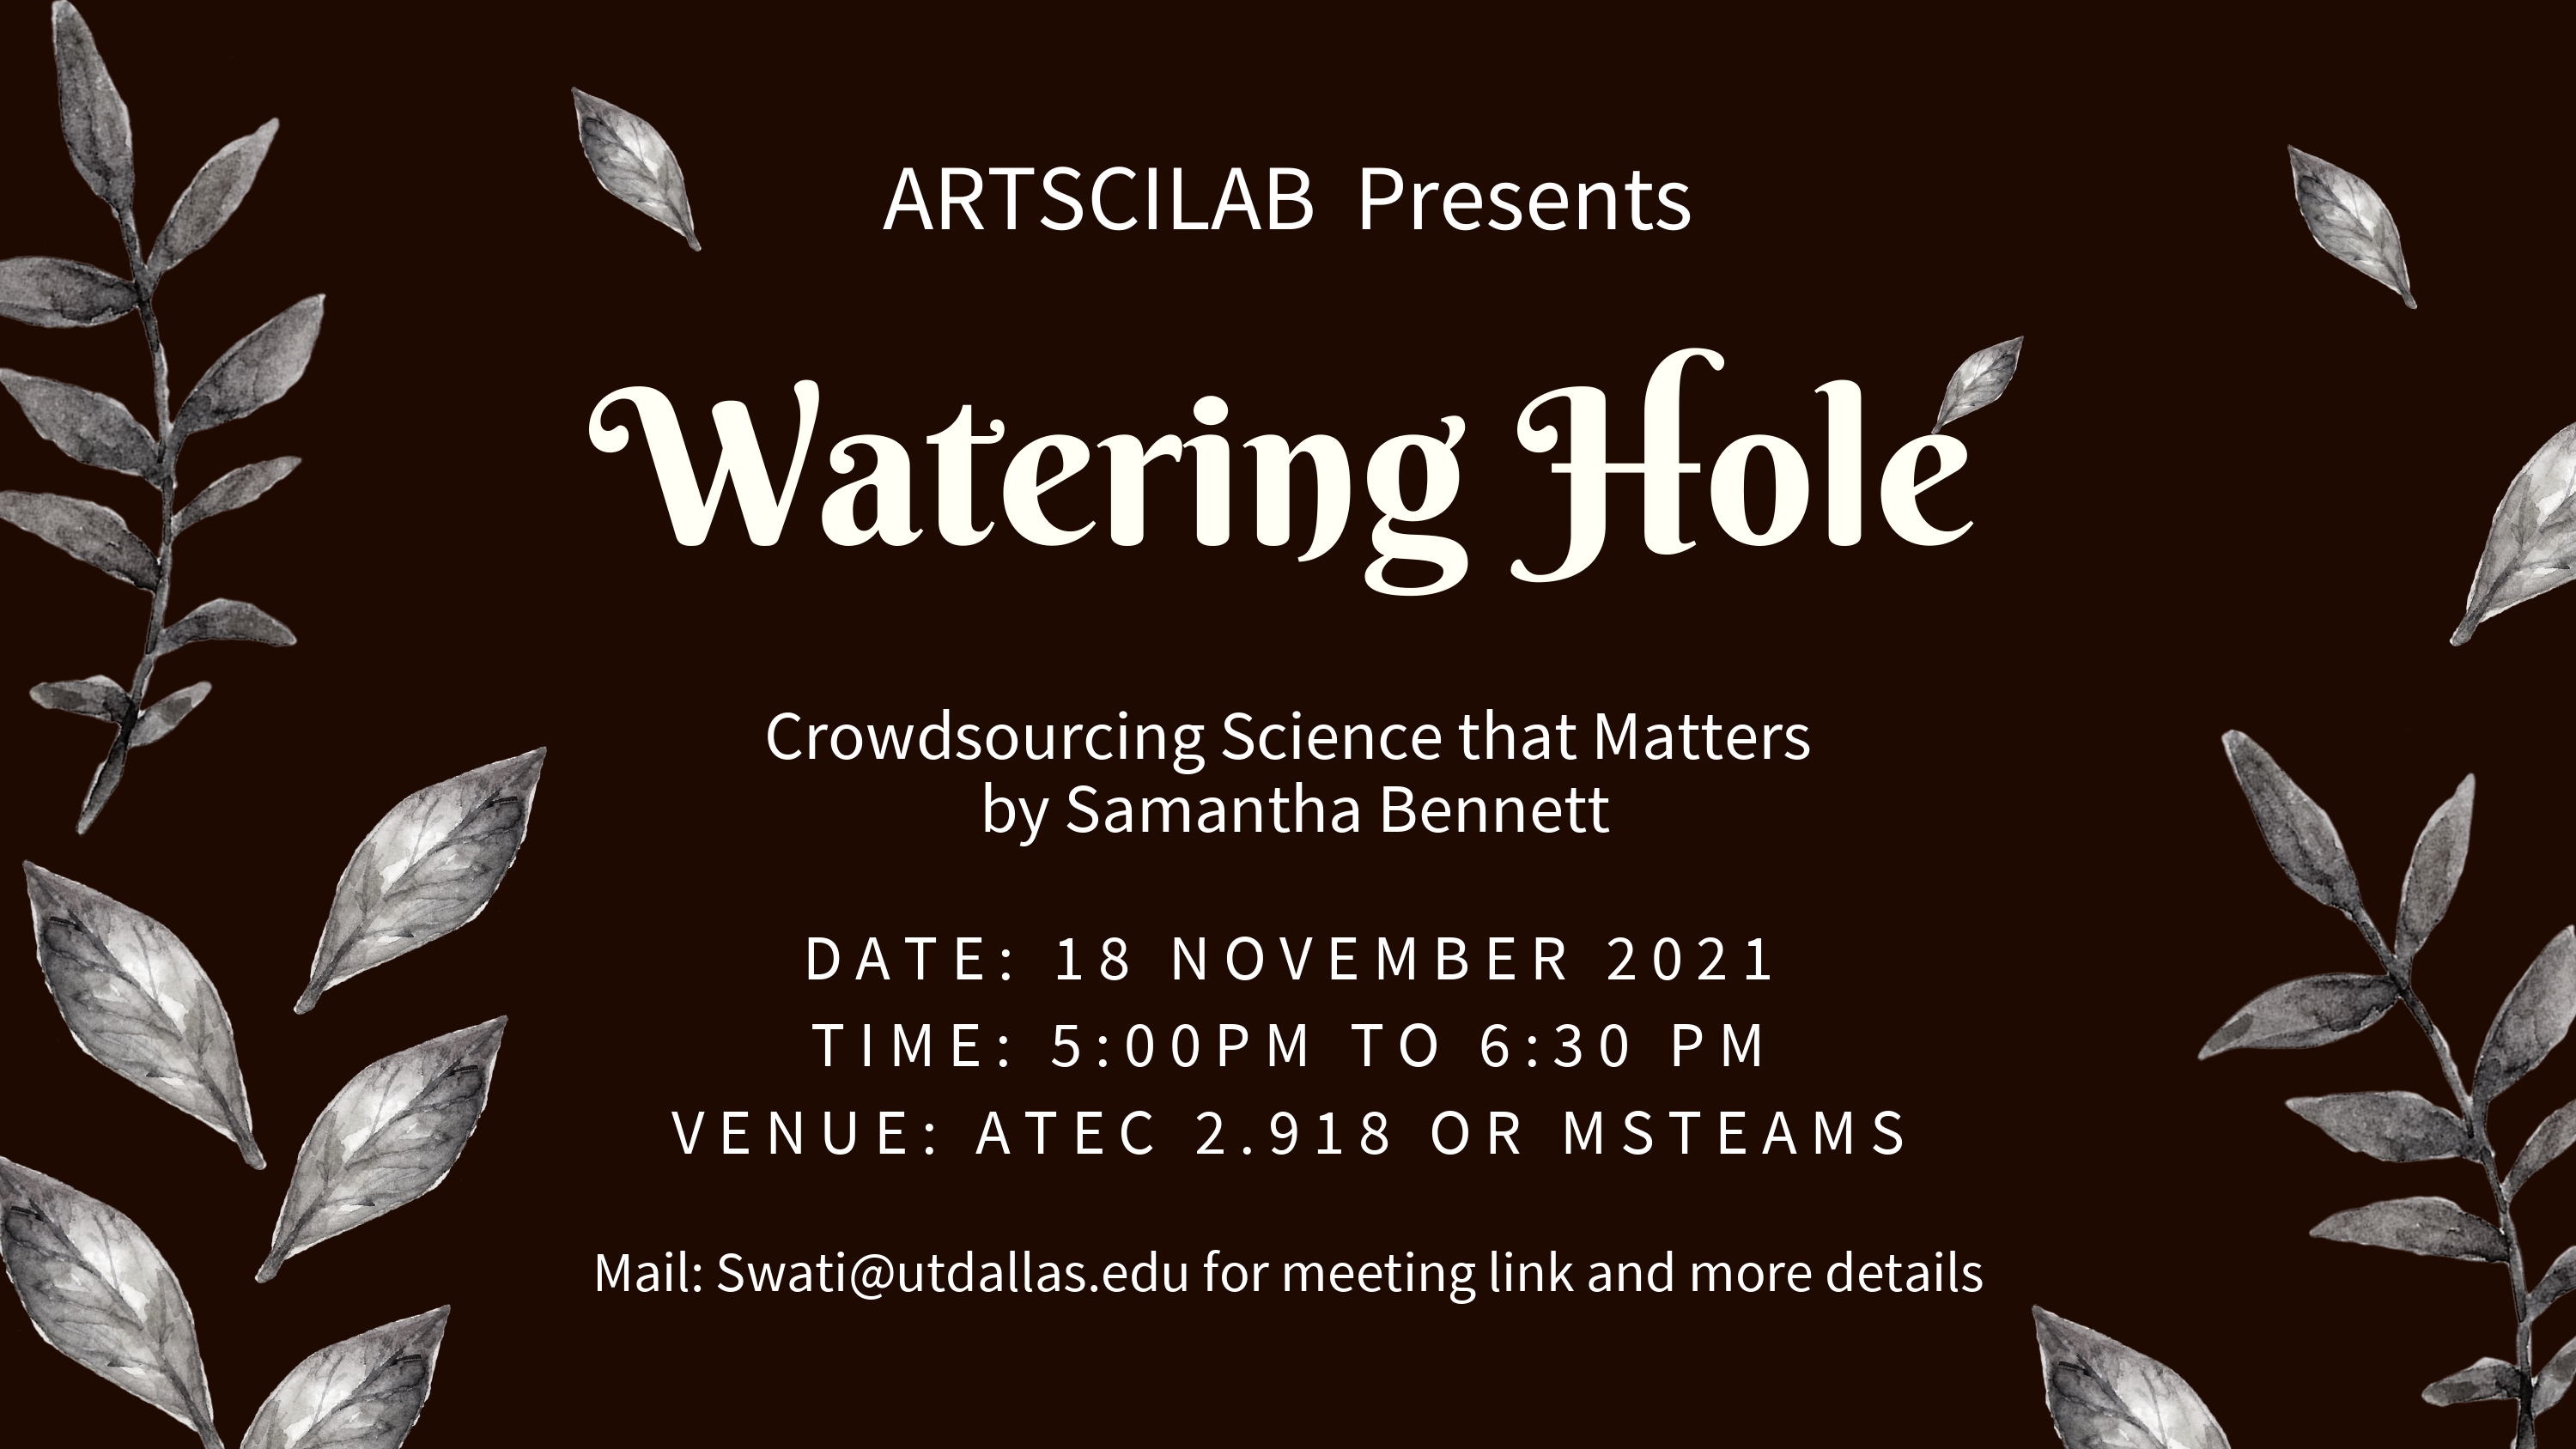 ARTSCILAB Presents
Watering Hole
Crowdsourcing Science that Matters
by Samantha Bennett
DATE: 18 NOVEMBER 2021
TIME: 5:00PM TO 6:30 PM
VENUE: ATEC 2.918 OR MSTEAMS
Mail: Swati@utdallas.edu for meeting link and more details